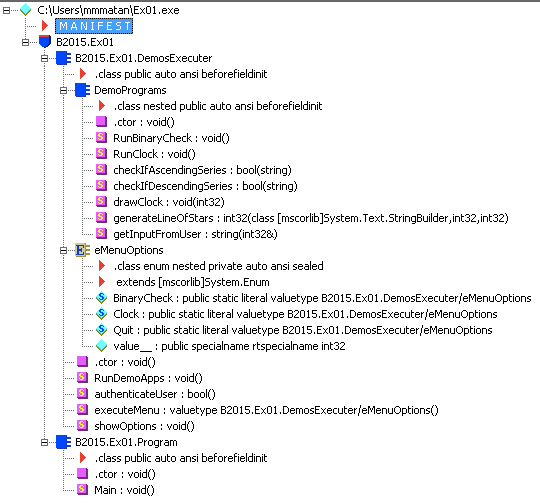 C:\Users\mmmatan\Ex01.exe
M A N I F E S T
B2015.Ex01
B2015.Ex01.DemosExecuter
.class public auto ansi beforefieldinit
DemoPrograms
.class nested public auto ansi beforefieldinit
.ctor : void()
RunBinaryCheck : void()
RunClock : void()
checkIfAscendingSeries : bool(string)
checkIfDescendingSeries : bool(string)
drawClock : void(int32)
generateLineOfStars : int32(class [mscorlib]System.Text.StringBuilder,int32,int32)
getInputFromUser : string(int32&)
eMenuOptions
.class enum nested private auto ansi sealed
extends [mscorlib]System.Enum
BinaryCheck : public static literal valuetype B2015.Ex01.DemosExecuter/eMenuOptions
Clock : public static literal valuetype B2015.Ex01.DemosExecuter/eMenuOptions
Quit : public static literal valuetype B2015.Ex01.DemosExecuter/eMenuOptions
value__ : public specialname rtspecialname int32
.ctor : void()
RunDemoApps : void()
authenticateUser : bool()
executeMenu : valuetype B2015.Ex01.DemosExecuter/eMenuOptions()
showOptions : void()
B2015.Ex01.Program
.class public auto ansi beforefieldinit
.ctor : void()
Main : void()